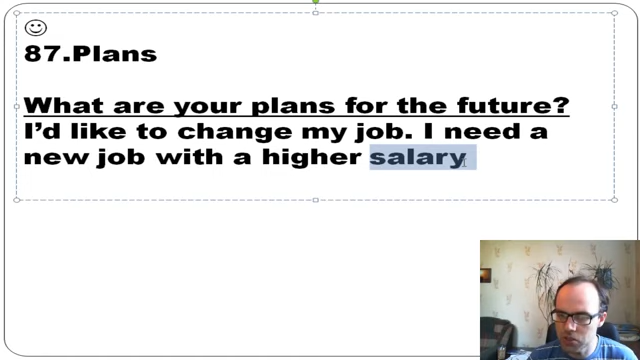 87.Plans
What are your plans for the future?
I’d like to change my job. I need a
new job with a higher salary